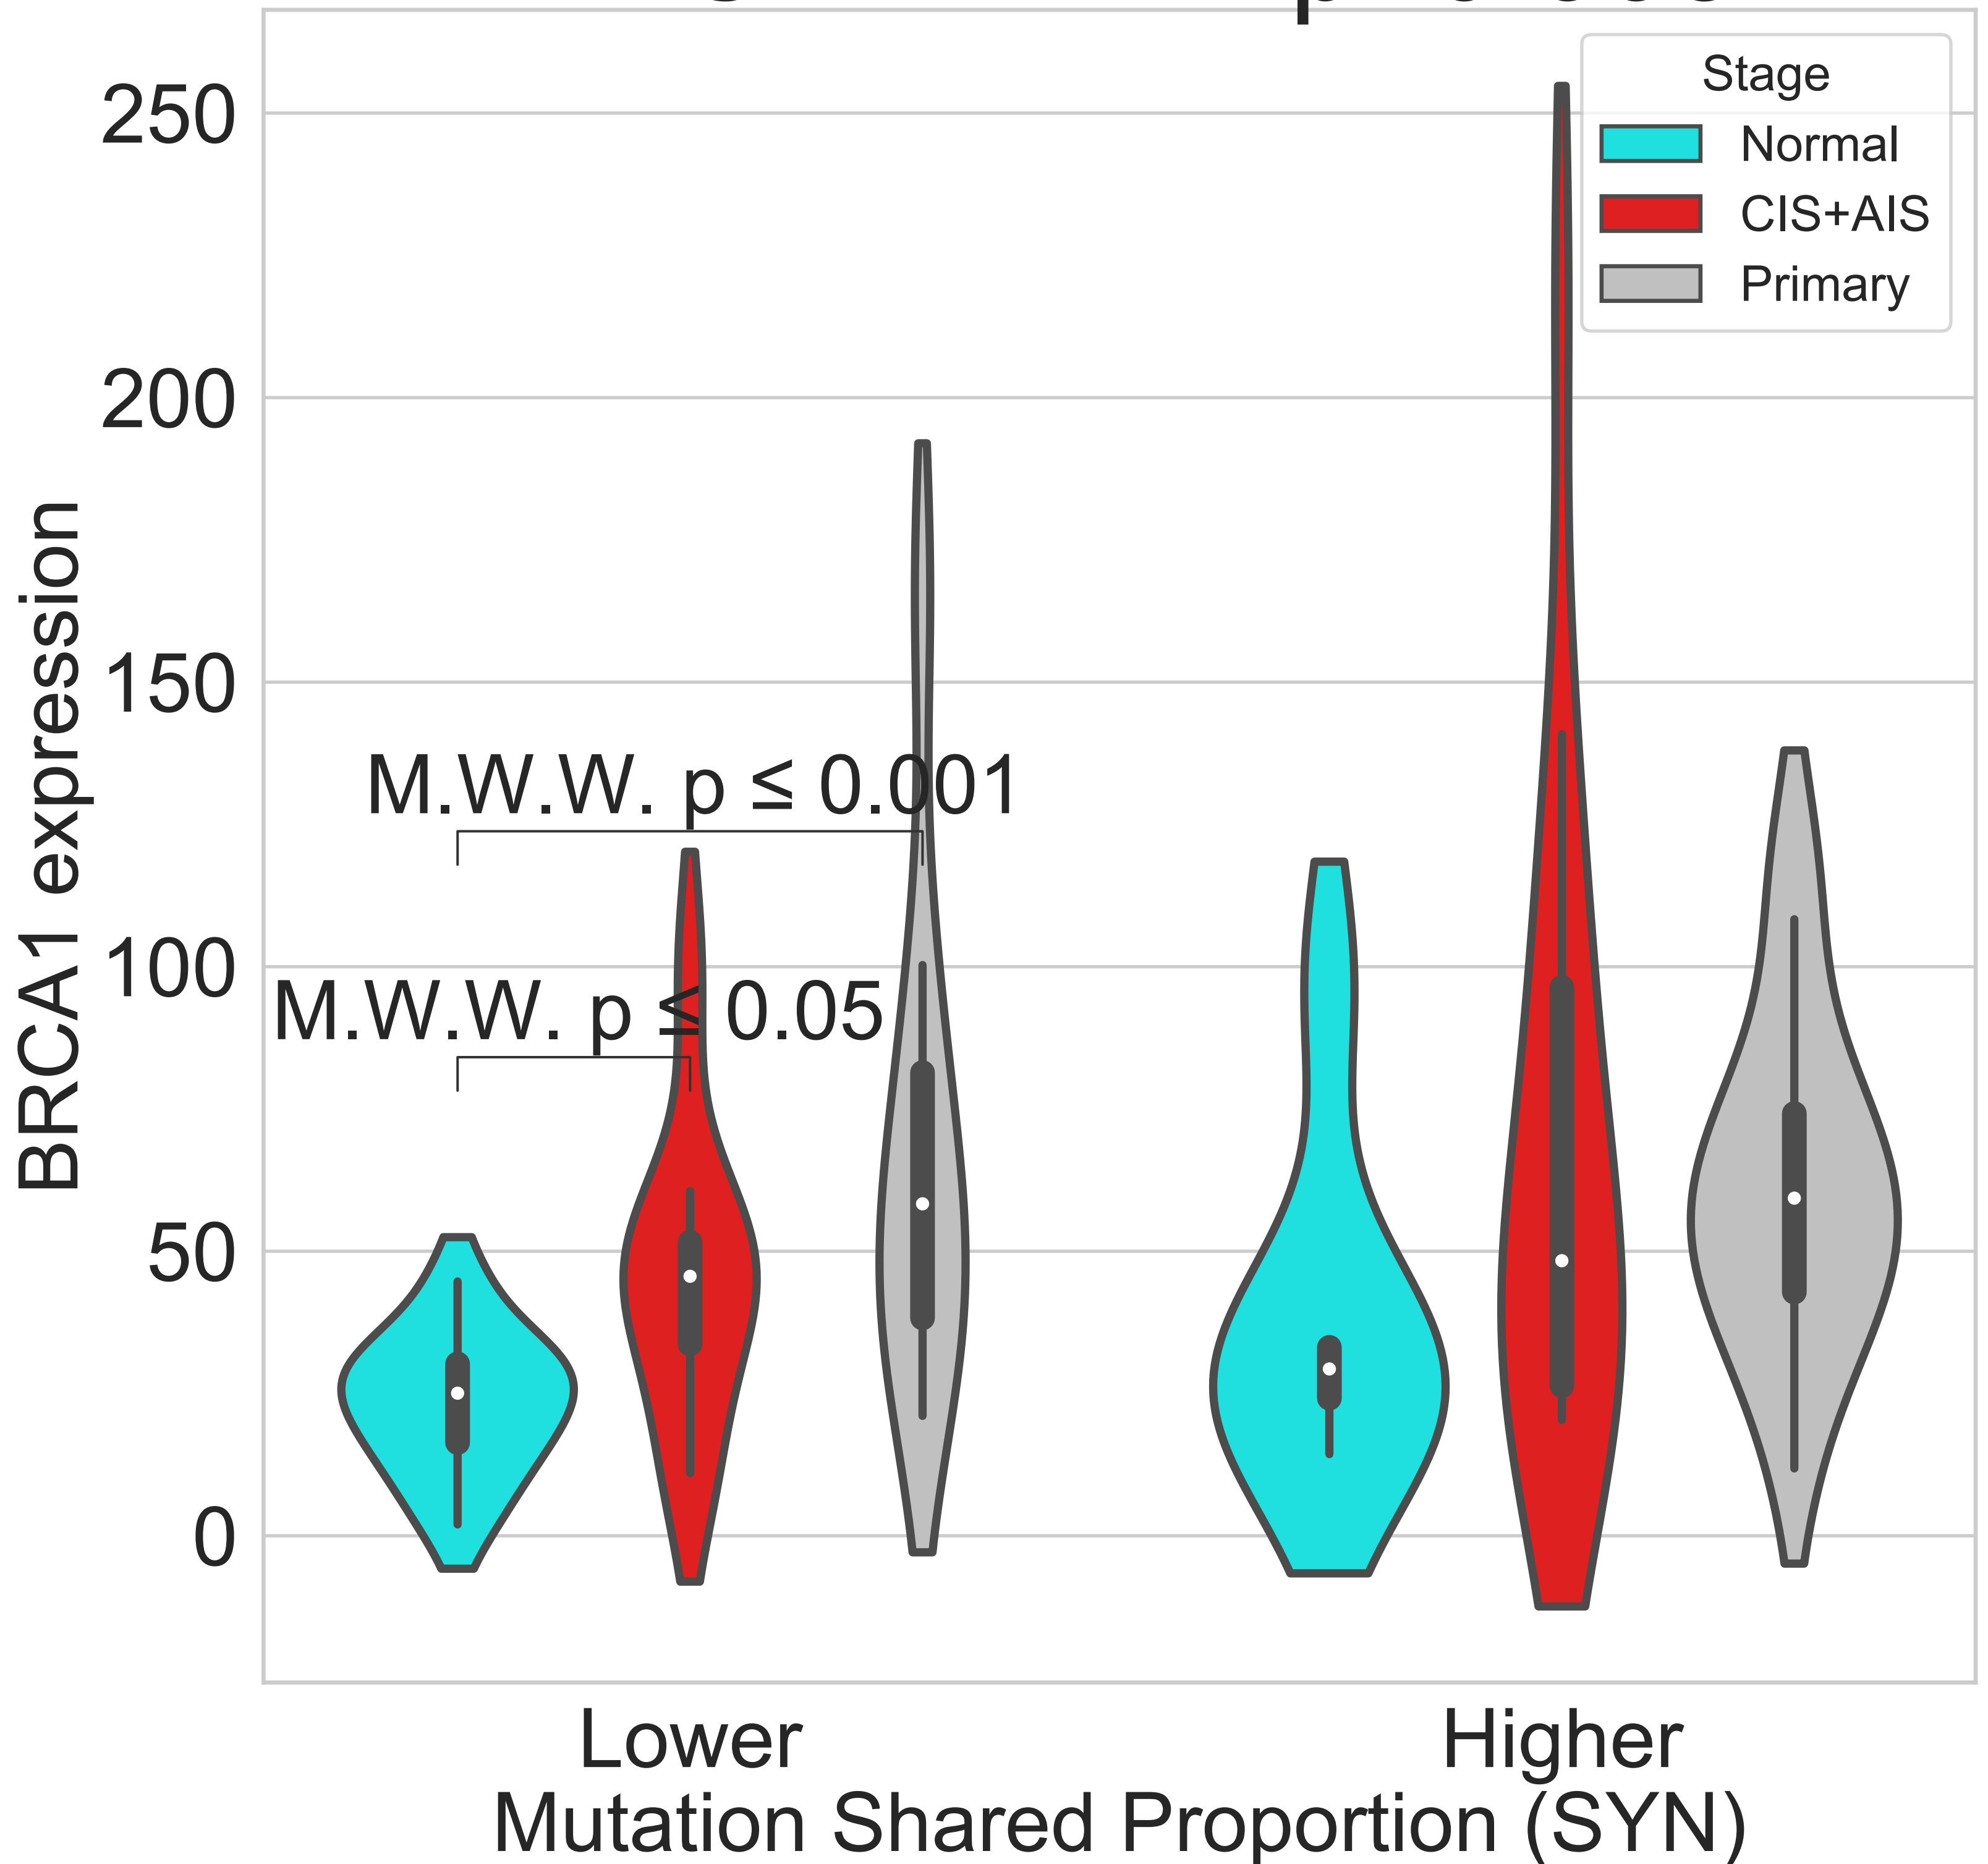 Stage
Normal
CIS+AIS
Primary
250
200
150
100
50
0
BRCA1 expression
M.W.W. p ≤ 0.001
M.W.W. p ≤ 0.05
Lower
Higher
Mutation Shared Proportion (SYN)